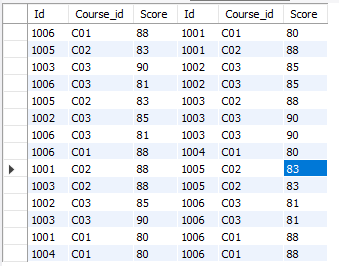 Id Course_id Score Id Course_id Score
1006 C01 88 1001 C01 80
1005 C02 83 1001 C02 88
1003 C03 90 1002 C03 85
1006 C03 81 1002 C03 85
1005 C02 83 1003 C02 88
1002 C03 85 1003 C03 90
1006 C03 81 1003 C03 90
1006 C01 88 1004 C01 80
1001 C02 88 1005 C02 83
1003 C02 88 1005 C02 83
1002 C03 85 1006 C03 81
1003 C03 90 1006 C03 81
1001 C01 80 1006 C01 88
1004 C01 80 1006 C01 88